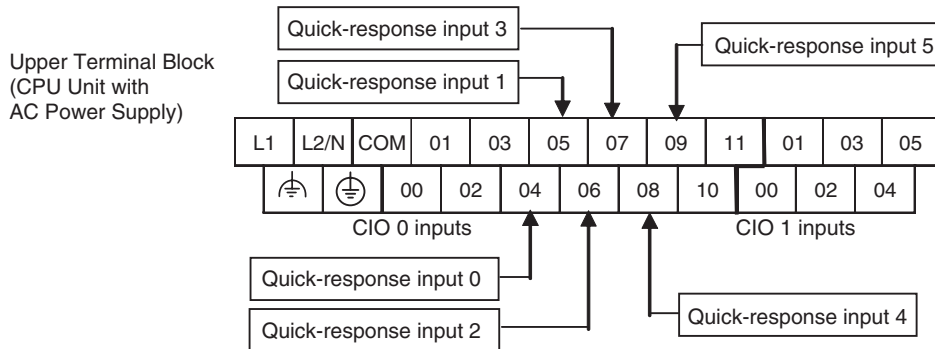 Quick-response input 3
Quick-response input 5
Upper Terminal Block
(CPU Unit with
AC Power Supply)
Quick-response input 1
L1 L2/N COM 01 03 05 07 09 11 01 03 05
00 02 04 06 08 10 00 02 04
CIO 0 inputs CIO 1 inputs
Quick-response input 0
Quick-response input 2
Quick-response input 4